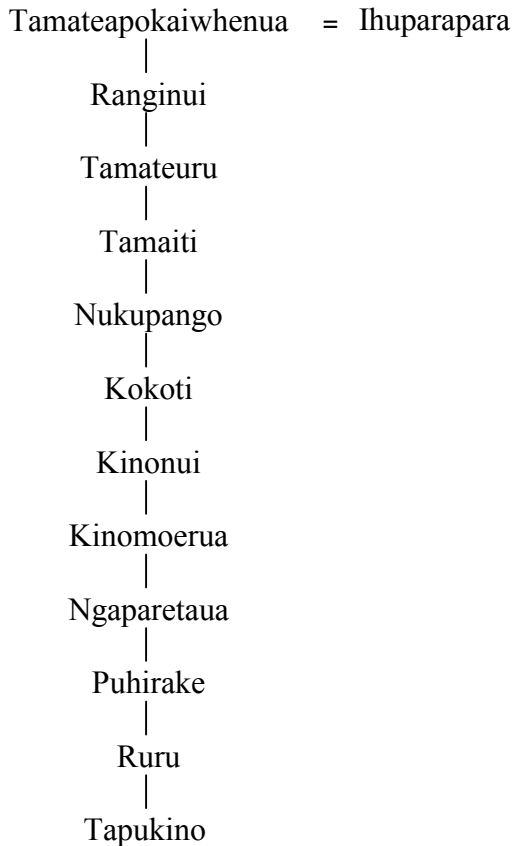 Tamateapokaiwhenua = Ihuparapara
Ranginui
Tamateuru
Tamaiti
Nukupango
Kokoti
Kinonui
Kinomoerua
Ngaparetaua
Puhirake
Ruru
Tapukino